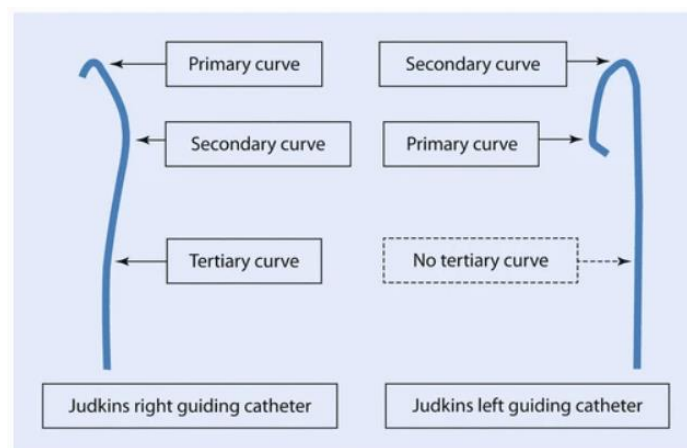 Primary curve
Secondary curve
Secondary curve
Primary curve
Tertiary curve
No tertiary curve
Judkins right guiding catheter
Judkins left guiding catheter